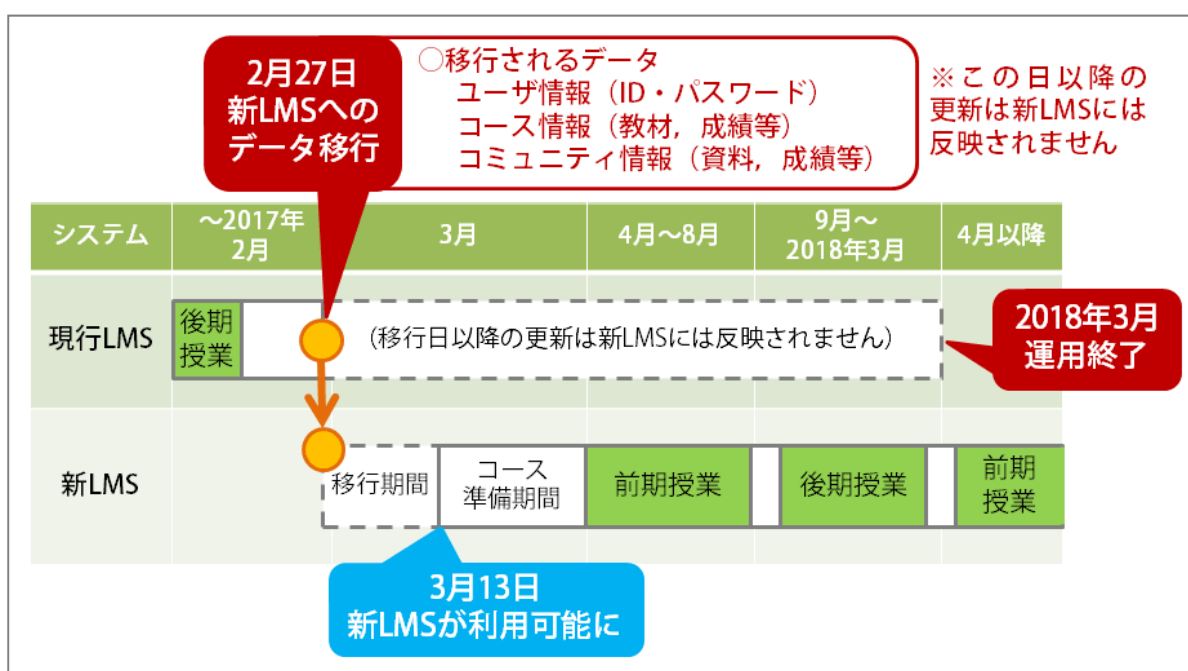 2月27日
新LMSへの
データ移行
○移行されるデータ
ユーザ情報（ID・パスワード）
コース情報（教材，成績等）
コミュニティ情報（資料，成績等）
※この日以降の
更新は新LMSには
反映されません
システム
～2017年
2月
3月
4月～8月
9月～
2018年3月
4月以降
現行LMS
後期
授業
（移行日以降の更新は新LMSには反映されません）
2018年3月
運用終了
新LMS
移行期間
コース
準備期間
前期授業
後期授業
前期
授業
3月13日
新LMSが利用可能に